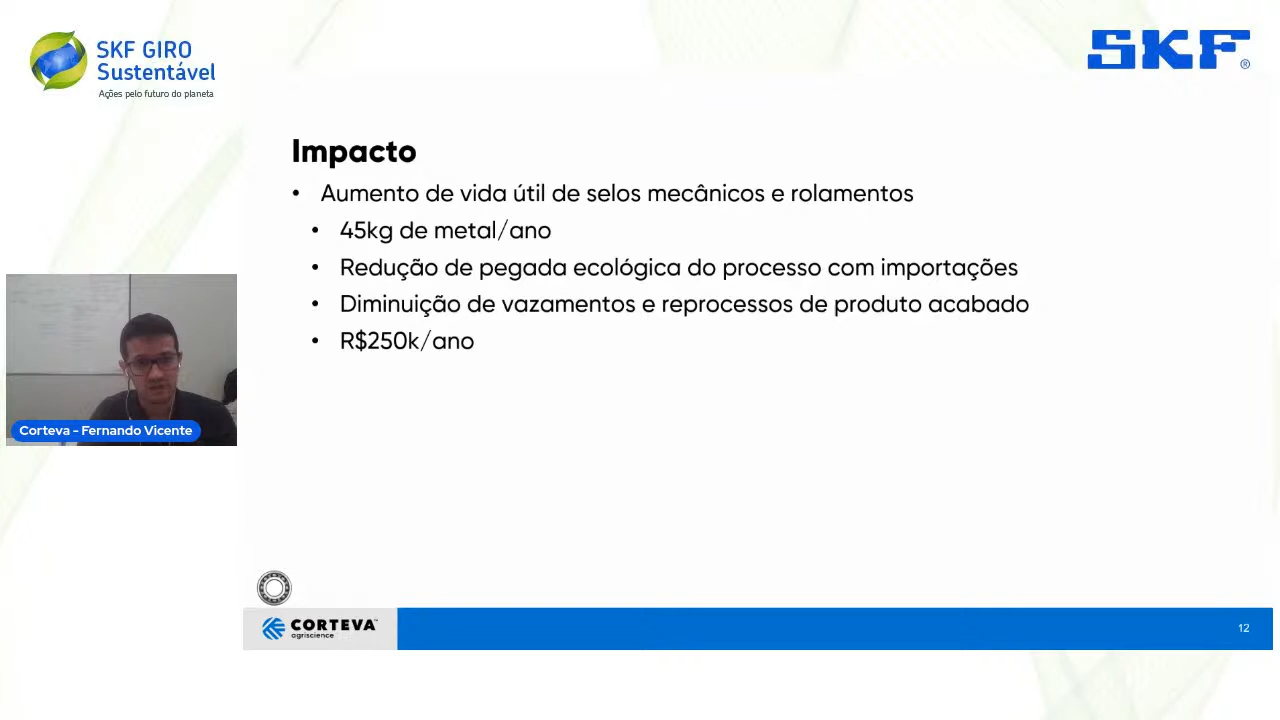 SKF GIRO
Sustentável
Ações pelo futuro do planeta
SKF®
Impacto
• Aumento de vida útil de selos mecânicos e rolamentos
• 45kg de metal/ano
• Redução de pegada ecológica do processo com importações
• Diminuição de vazamentos e reprocessos de produto acabado
• R$250k/ano
Corteva - Fernando Vicente
CORTEVA™
agriscience
12